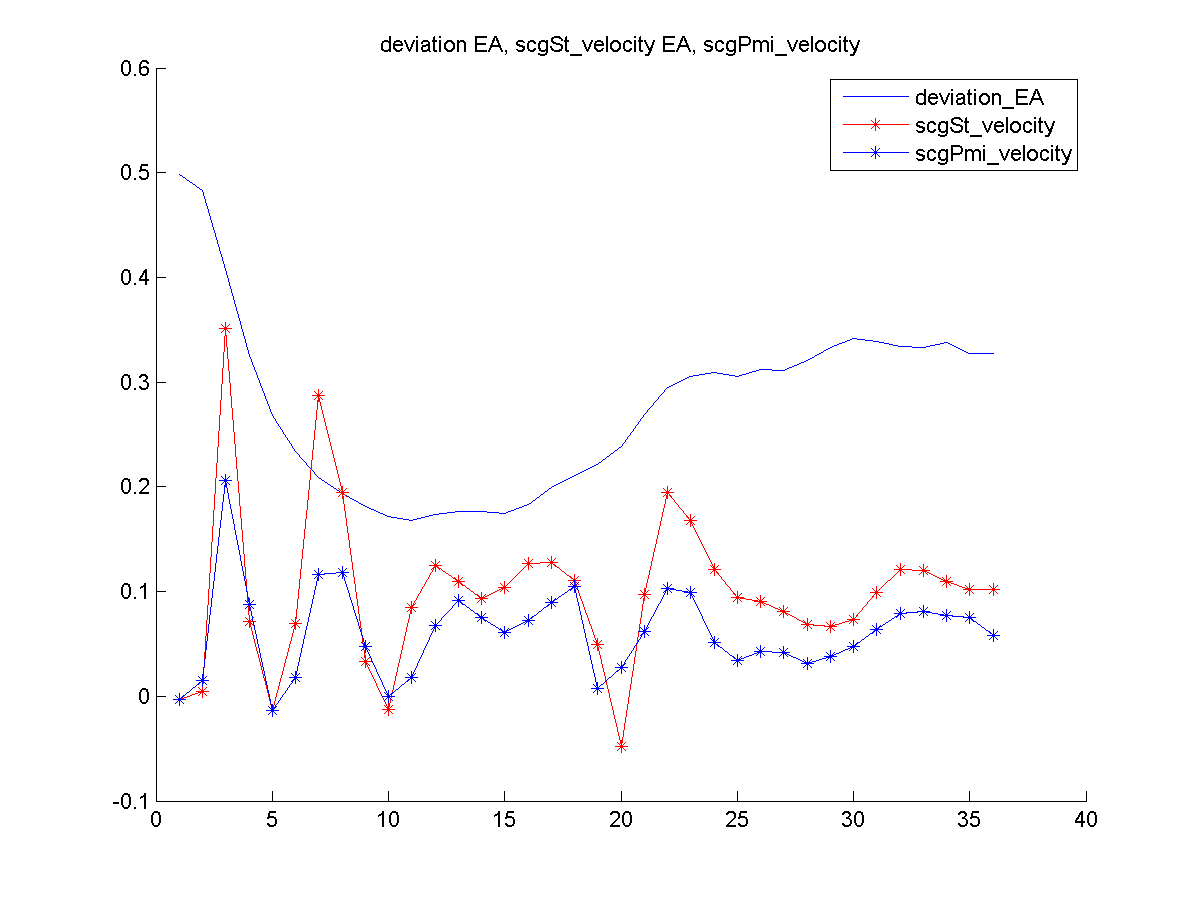 deviation EA, scgSt_velocity EA, scgPmi_velocity
0.6
deviation_EA
scgSt_velocity
scgPmi_velocity
0.5
0.4
0.3
0.2
0.1
0
-0.1
0 5 10 15 20 25 30 35 40